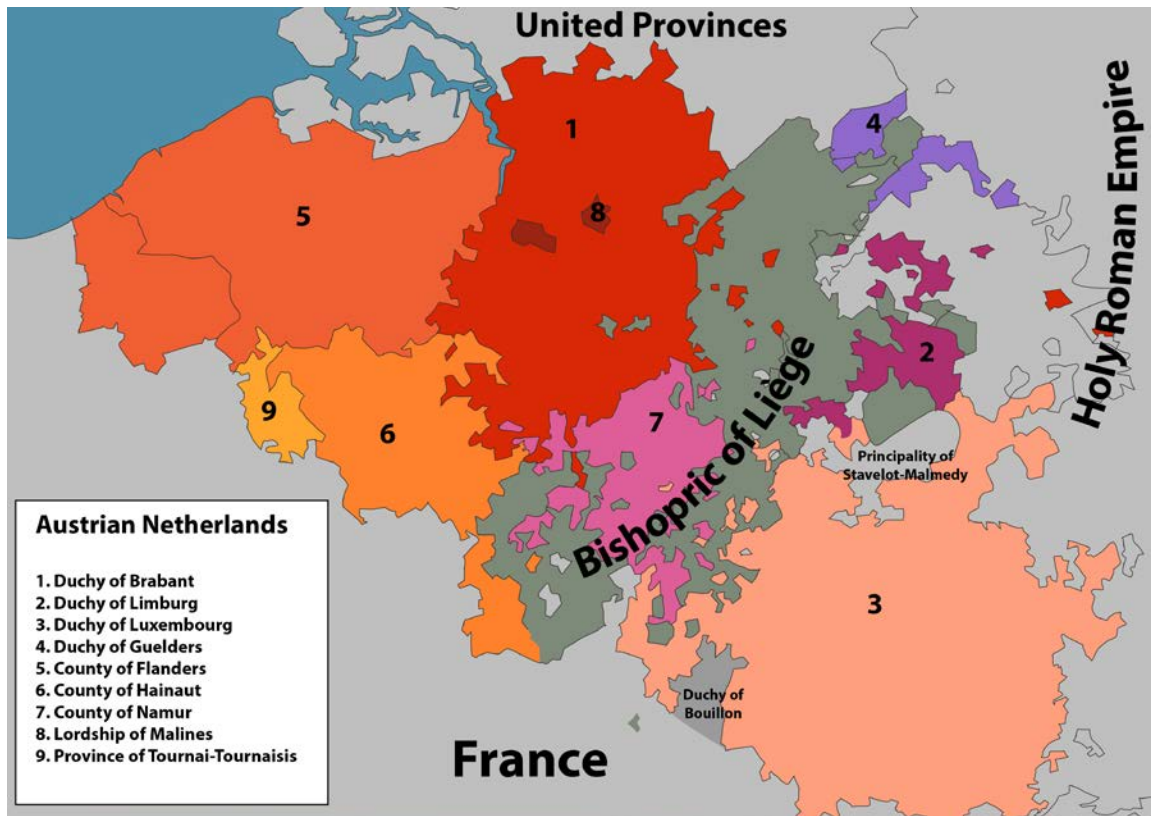 United Provinces
1
4
Holy Roman Empire
5
8
2
9
6
7
Bishopric of Liège
Principality of
Stavelot-Malmedy
3
Duchy of
Bouillon
France
Austrian Netherlands
1. Duchy of Brabant
2. Duchy of Limburg
3. Duchy of Luxembourg
4. Duchy of Guelders
5. County of Flanders
6. County of Hainaut
7. County of Namur
8. Lordship of Malines
9. Province of Tournai-Tournaisis